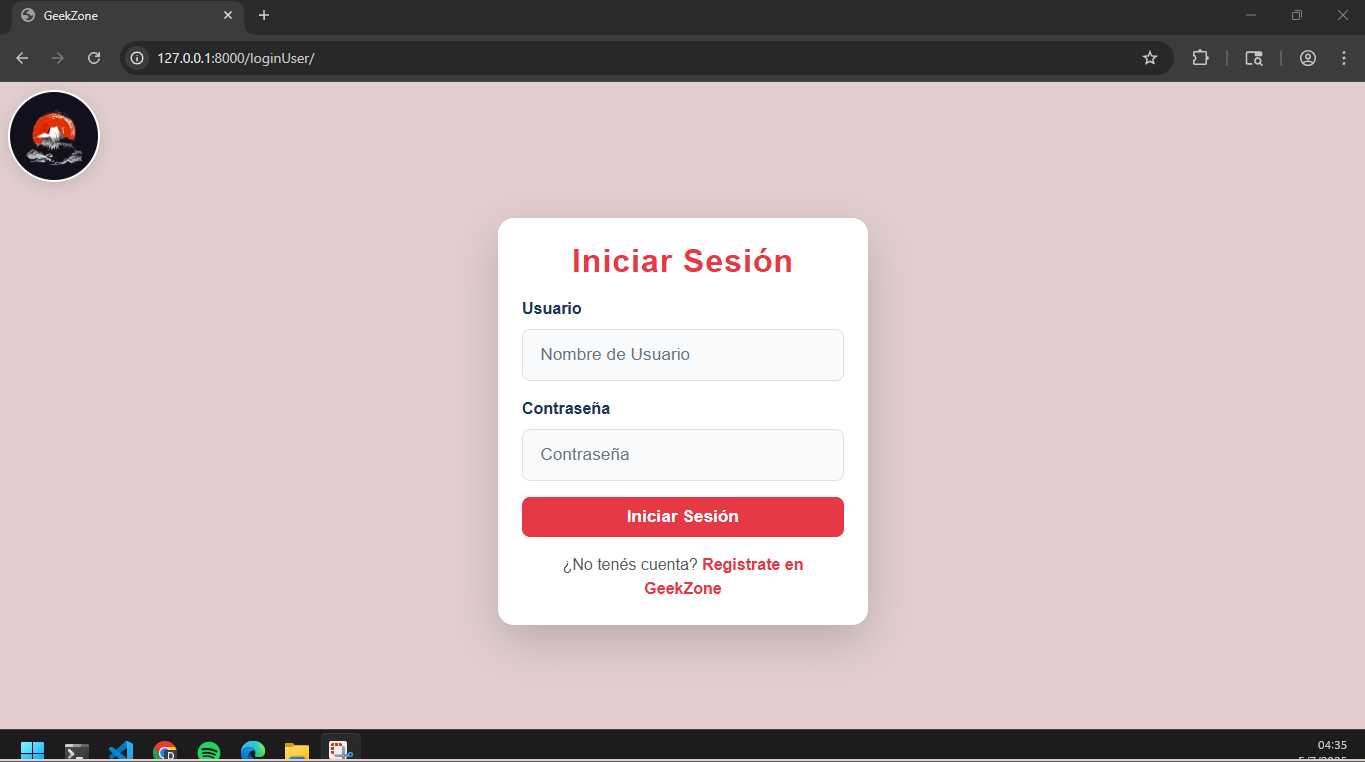 GeekZone
127.0.0.1:8000/loginUser/
Iniciar Sesión
Usuario
Nombre de Usuario
Contraseña
Contraseña
Iniciar Sesión
¿No tenés cuenta? Registrate en
GeekZone
04:35